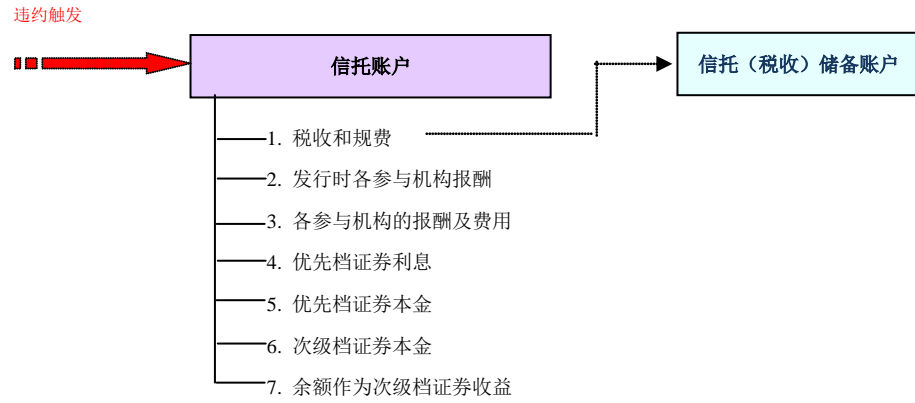 违约触发
信托账户
信托（税收）储备账户
1. 税收和规费
2. 发行时各参与机构报酬
3. 各参与机构的报酬及费用
4. 优先档证券利息
5. 优先档证券本金
6. 次级档证券本金
7. 余额作为次级档证券收益